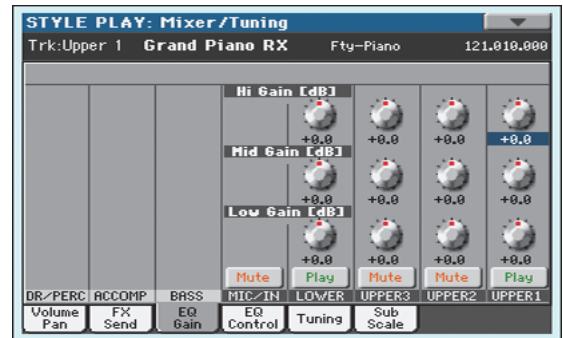 STYLE PLAY: Mixer/Tuning
Trk:Upper 1 Grand Piano RX Fty-Piano 121.010.000
Hi Gain [dB]
+0.0 +0.0 +0.0 +0.0
Mid Gain [dB]
+0.0 +0.0 +0.0 +0.0
Low Gain [dB]
+0.0 +0.0 +0.0 +0.0
Mute Play Mute Mute Play
DR/PERC ACCOMP BASS MIC/IN LOWER UPPER3 UPPER2 UPPER1
Volume Pan FX Send EQ Gain EQ Control Tuning Sub Scale